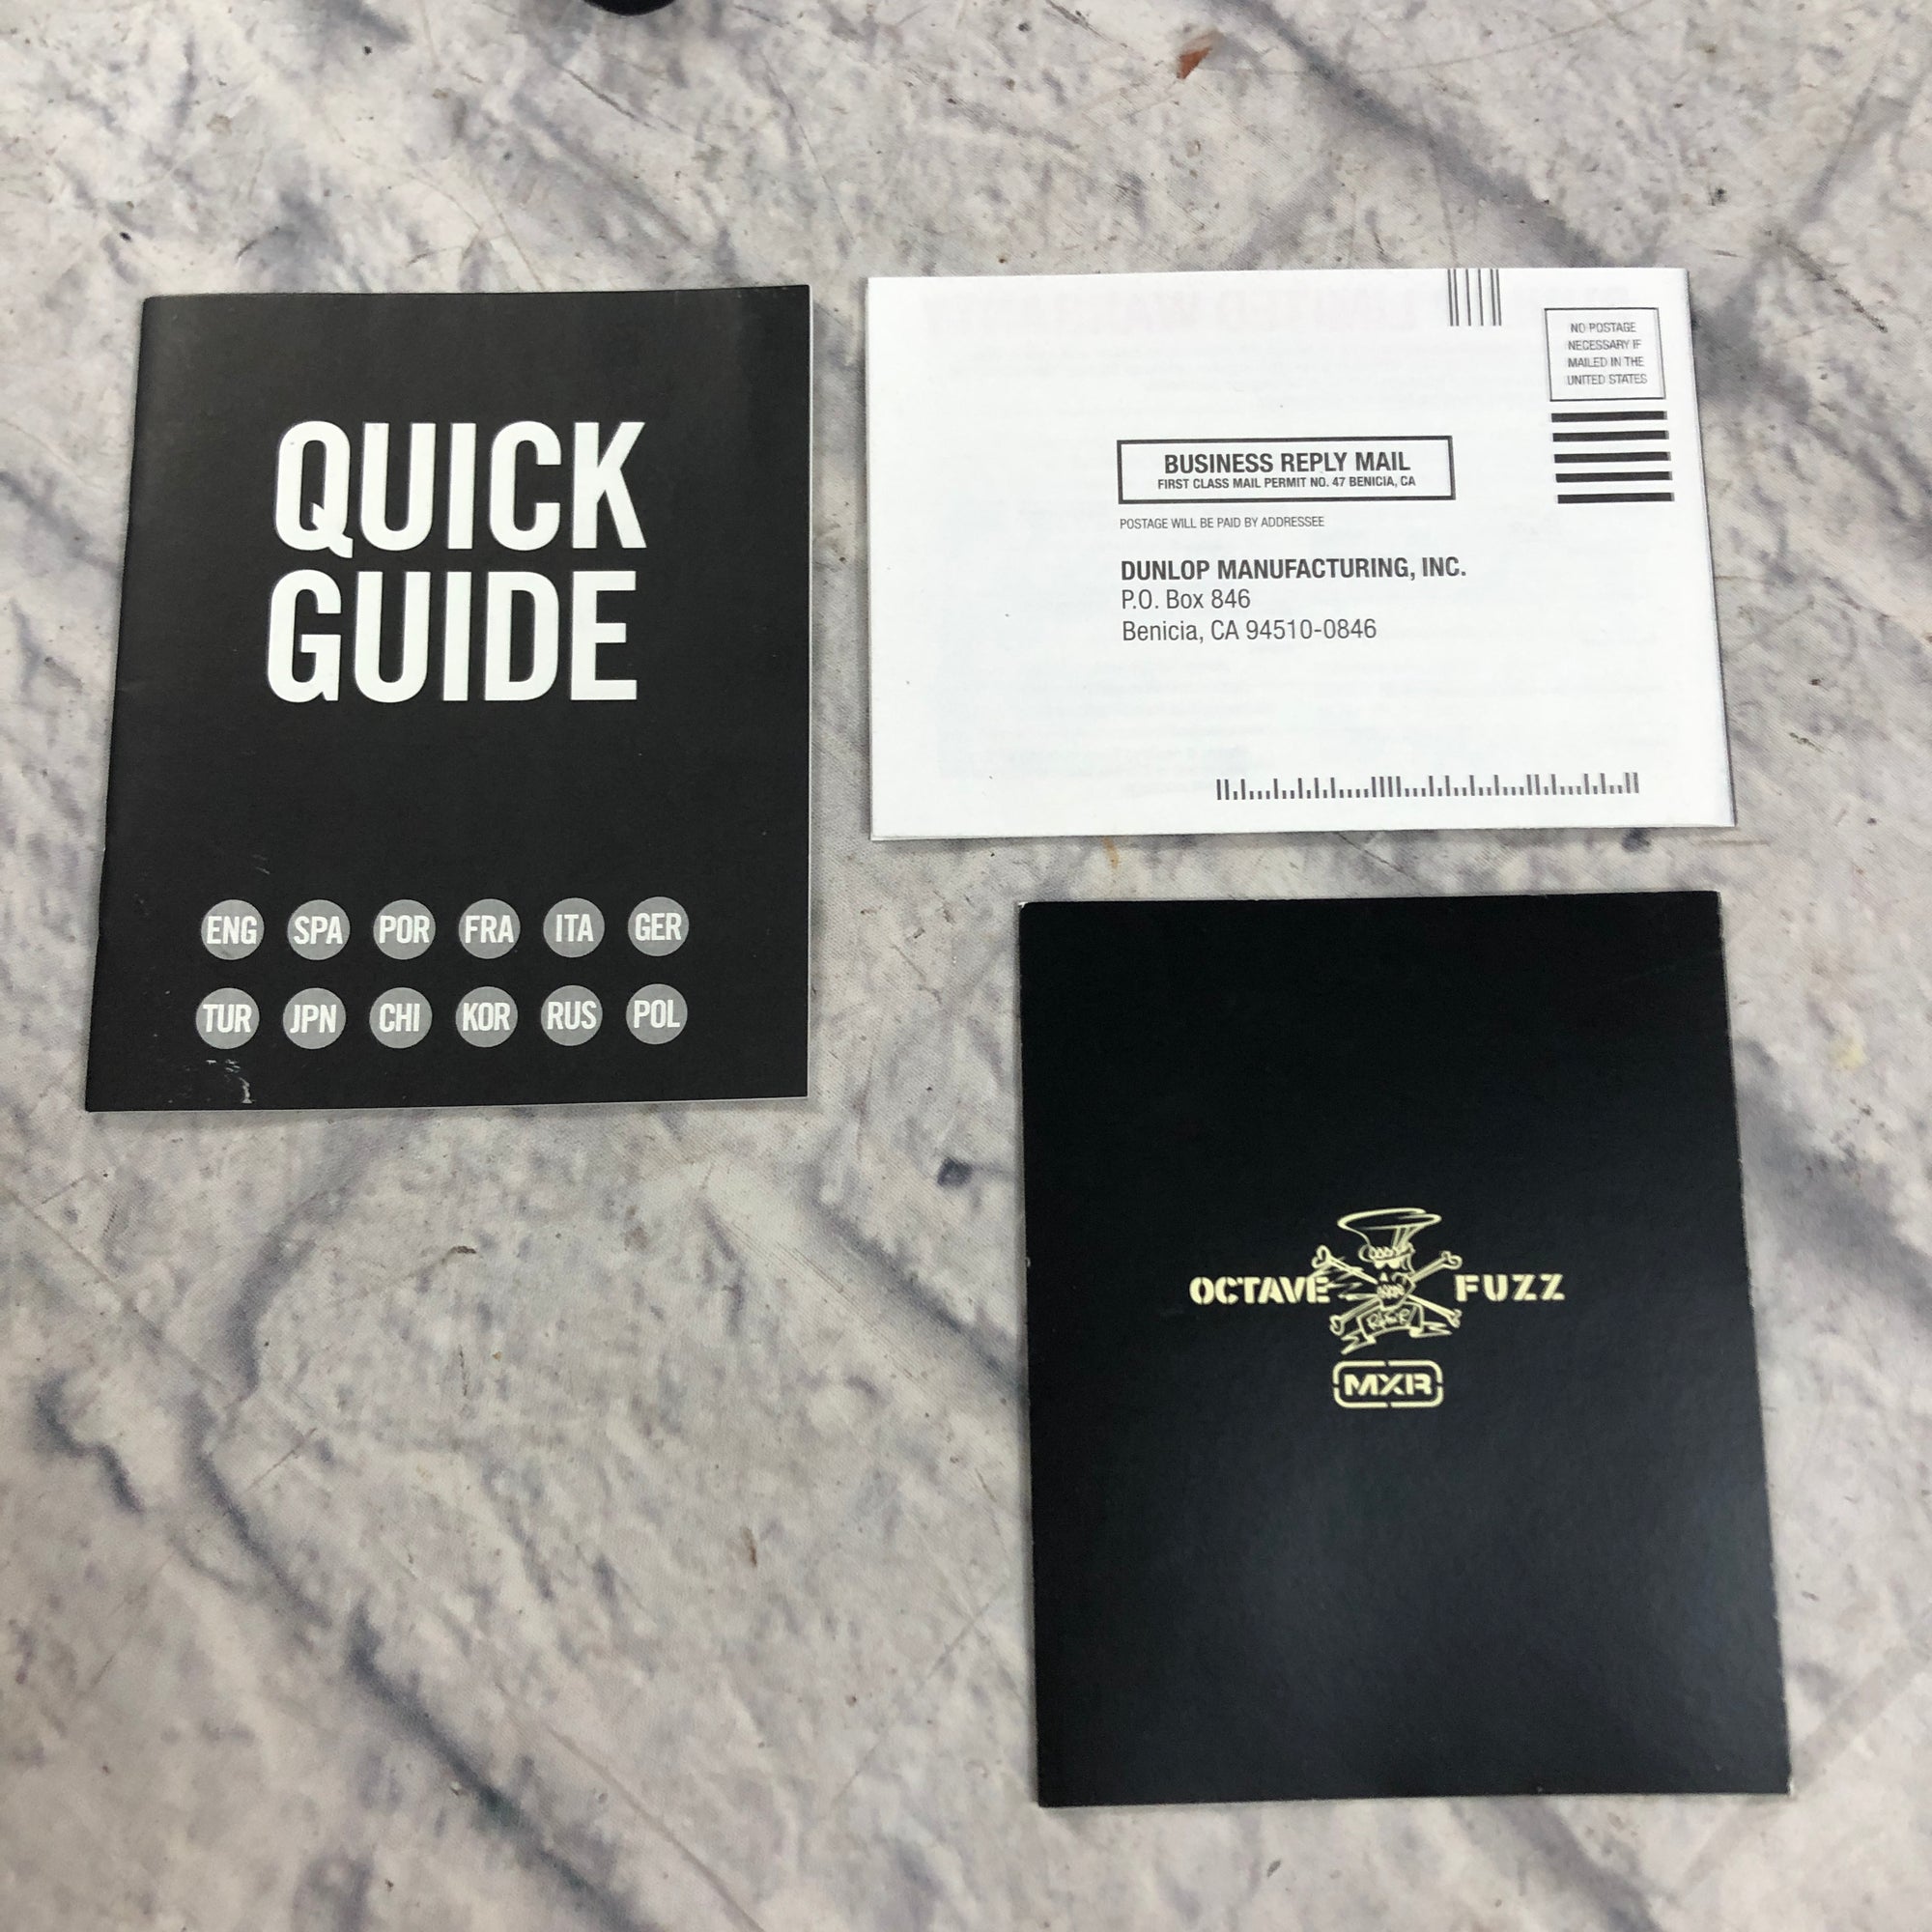 QUICK
GUIDE
ENG SPA POR FRA ITA GER
TUR JPN CHI KOR RUS POL
NO POSTAGE
NECESSARY IF
MAILED IN THE
UNITED STATES
BUSINESS REPLY MAIL
FIRST CLASS MAIL PERMIT NO. 47 BENICIA, CA
POSTAGE WILL BE PAID BY ADDRESSEE
DUNLOP MANUFACTURING, INC.
P.O. Box 846
Benicia, CA 94510-0846
OCTAVE FUZZ
MXR